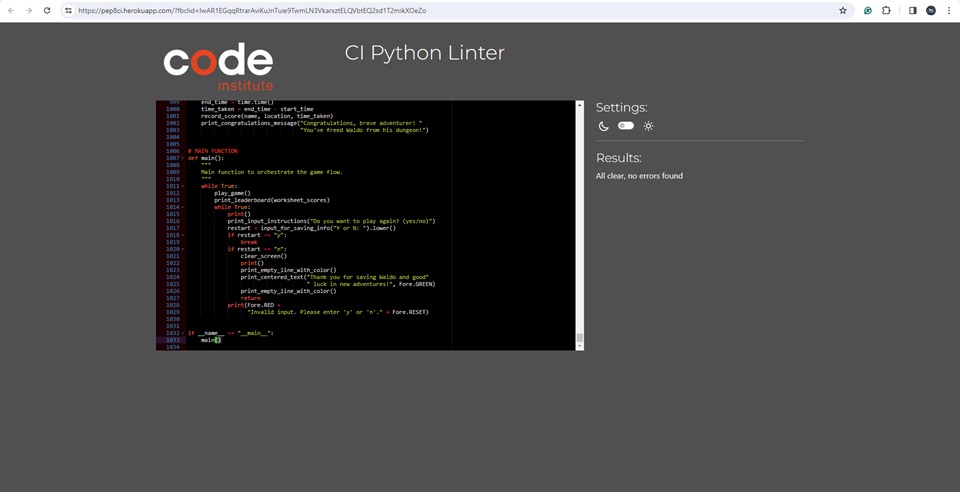 https://pep8ci.herokuapp.com/?fbclid=IwAR1EGqqRtrarAviKuJnTuie9TwmLN3VkarxztELQVbtEQ2sd1T2mikXOeZo
code
institute
CI Python Linter
999 end_time = time.time()
1000 time_taken = end_time - start_time
1001 record_score(name, location, time_taken)
1002 print_congratulations_message("Congratulations, brave adventurer! "
1003 "You've freed Waldo from his dungeon!")
1004
1005
1006 # MAIN FUNCTION
1007 def main():
1008 """
1009 Main function to orchestrate the game flow.
1010 """
1011 while True:
1012 play_game()
1013 print_leaderboard(worksheet_scores)
1014 while True:
1015 print()
1016 print_input_instructions("Do you want to play again? (yes/no)")
1017 restart = input_for_saving_info("Y or N: ").lower()
1018 if restart == "y":
1019 break
1020 if restart == "n":
1021 clear_screen()
1022 print()
1023 print_empty_line_with_color()
1024 print_centered_text("Thank you for saving Waldo and good"
1025 " luck in new adventures!", Fore.GREEN)
1026 print_empty_line_with_color()
1027 return
1028 print(Fore.RED +
1029 "Invalid input. Please enter 'y' or 'n'." + Fore.RESET)
1030
1031
1032 if __name__ == "__main__":
1033 main()
1034
Settings:
Results:
All clear, no errors found